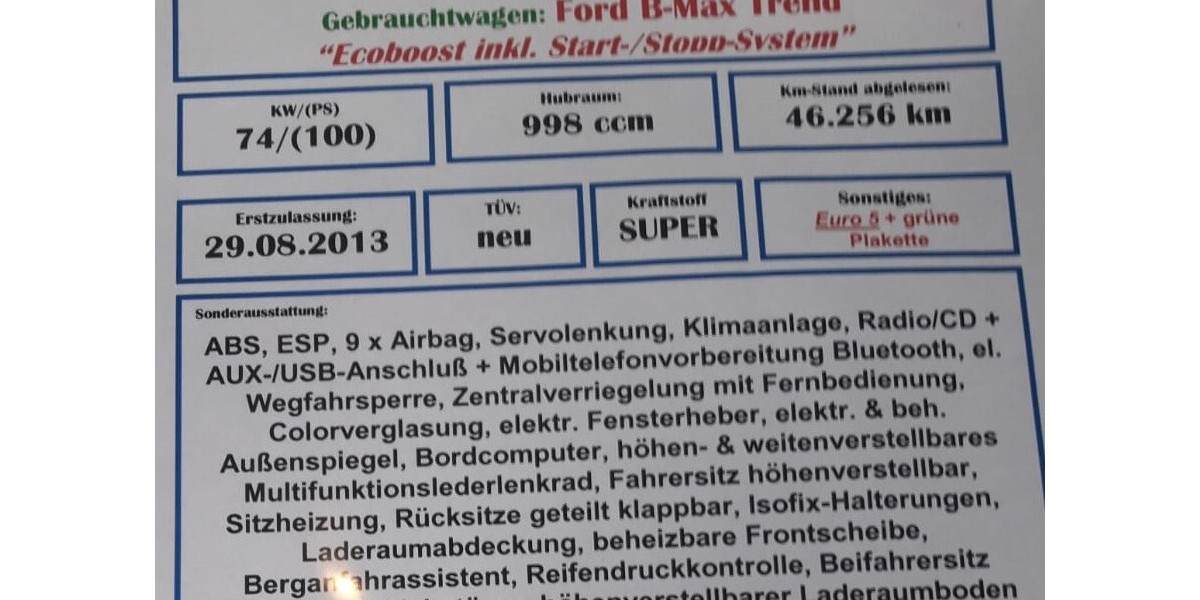 Gebrauchtwagen: Ford B-Max Trend
“Ecoboost inkl. Start-/Stopp-System”
KW/(PS)
74/(100)
Hubraum:
998 ccm
Km-Stand abgelesen:
46.256 km
Erstzulassung:
29.08.2013
TÜV:
neu
Kraftstoff
SUPER
Sonstiges:
Euro 5 + grüne
Plakette
Sonderausstattung:
ABS, ESP, 9 x Airbag, Servolenkung, Klimaanlage, Radio/CD +
AUX-/USB-Anschluß + Mobiltelefonvorbereitung Bluetooth, el.
Wegfahrsperre, Zentralverriegelung mit Fernbedienung,
Colorverglasung, elektr. Fensterheber, elektr. & beh.
Außenspiegel, Bordcomputer, höhen- & weitenverstellbares
Multifunktionslederlenkrad, Fahrersitz höhenverstellbar,
Sitzheizung, Rücksitze geteilt klappbar, Isofix-Halterungen,
Laderaumabdeckung, beheizbare Frontscheibe,
Berganfahrassistent, Reifendruckkontrolle, Beifahrersitz
höhenverstellbarer Laderaumboden